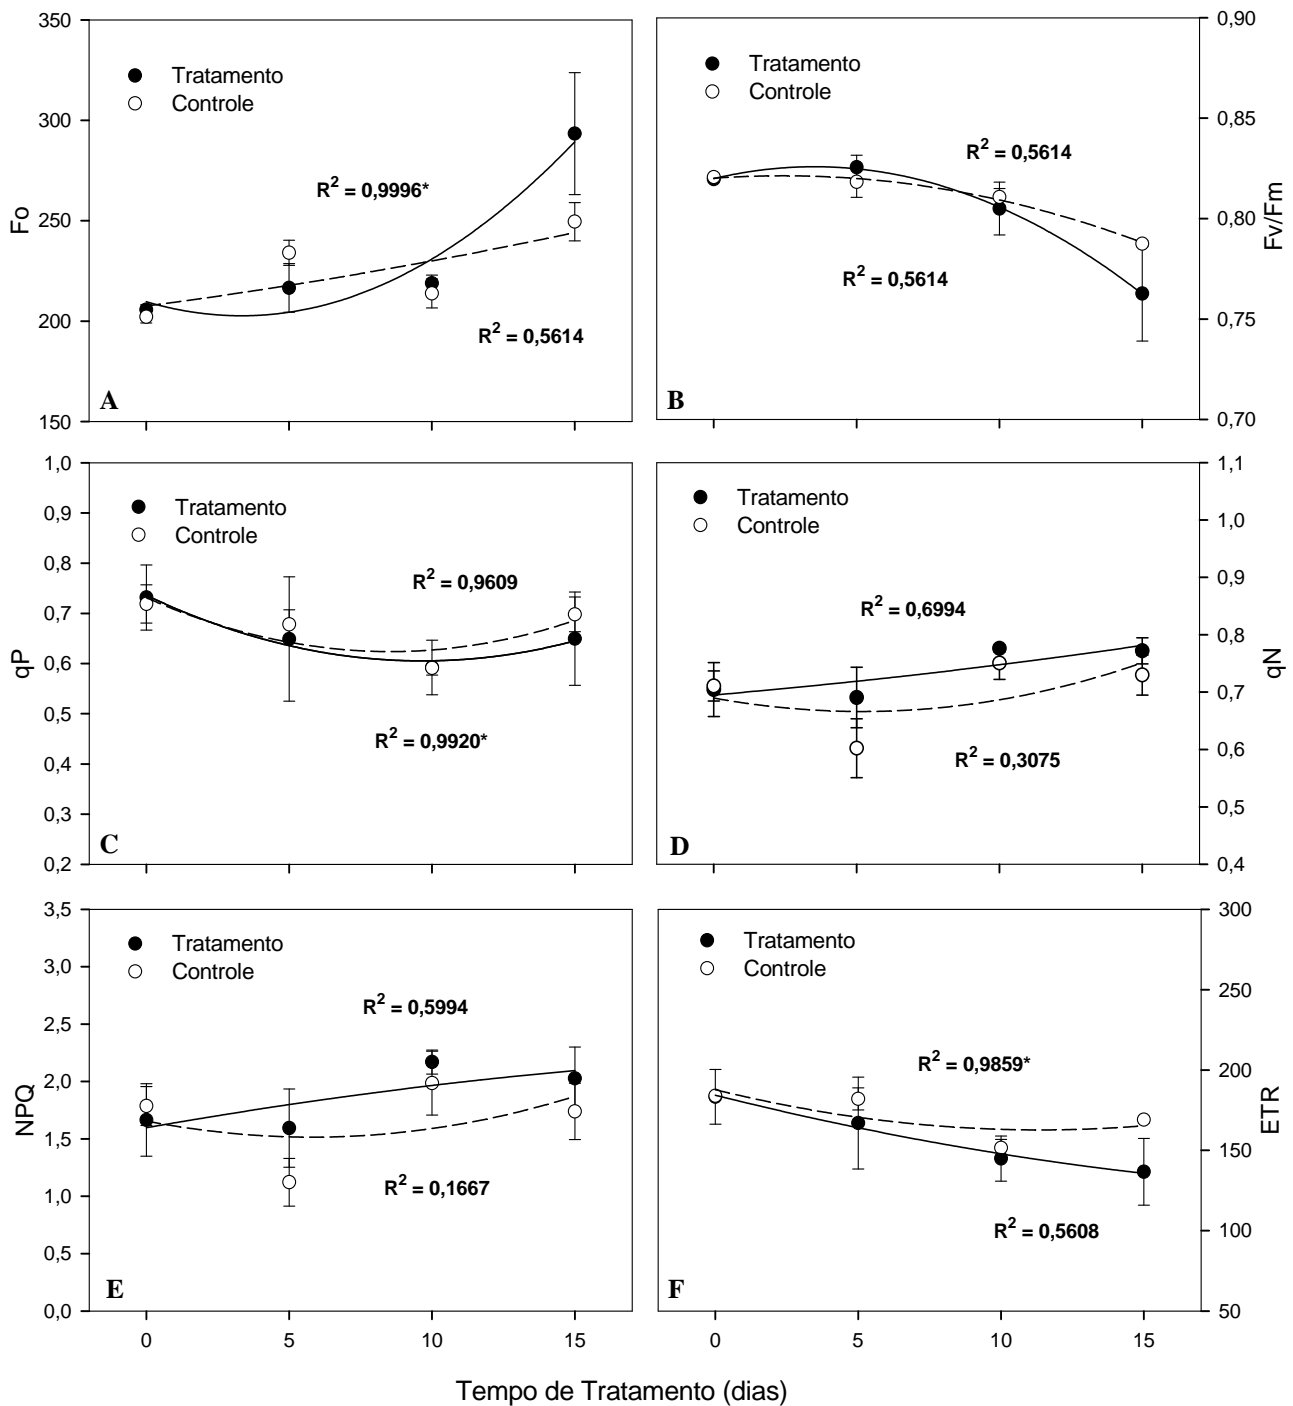 350
300
250
200
150
Fo
Tratamento
Controle
R2 = 0,9996*
R2 = 0,5614
A
Tratamento
Controle
R2 = 0,5614
R2 = 0,5614
B
0,90
0,85
0,80
0,75
0,70
Fv/Fm
1,0
0,9
0,8
0,7
0,6
0,5
0,4
0,3
0,2
qP
Tratamento
Controle
R2 = 0,9609
R2 = 0,9920*
C
Tratamento
Controle
R2 = 0,6994
R2 = 0,3075
D
1,1
1,0
0,9
0,8
0,7
0,6
0,5
0,4
qN
3,5
3,0
2,5
2,0
1,5
1,0
0,5
0,0
NPQ
Tratamento
Controle
R2 = 0,5994
R2 = 0,1667
E
0 5 10 15
Tratamento
Controle
R2 = 0,9859*
R2 = 0,5608
F
300
250
200
150
100
50
ETR
0 5 10 15
Tempo de Tratamento (dias)